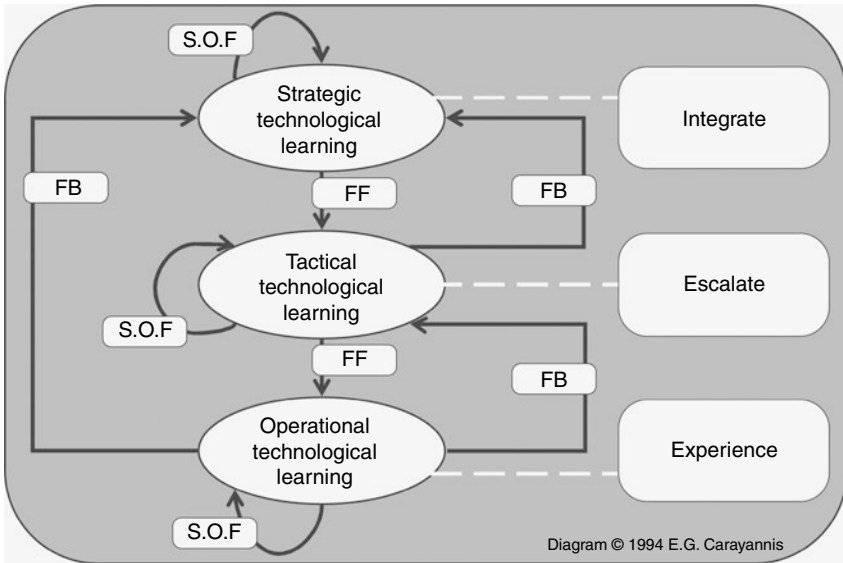 S.O.F
Strategic
technological
learning
Integrate
FB
FF
FB
Tactical
technological
learning
Escalate
S.O.F
FF
FB
Operational
technological
learning
Experience
S.O.F
Diagram © 1994 E.G. Carayannis